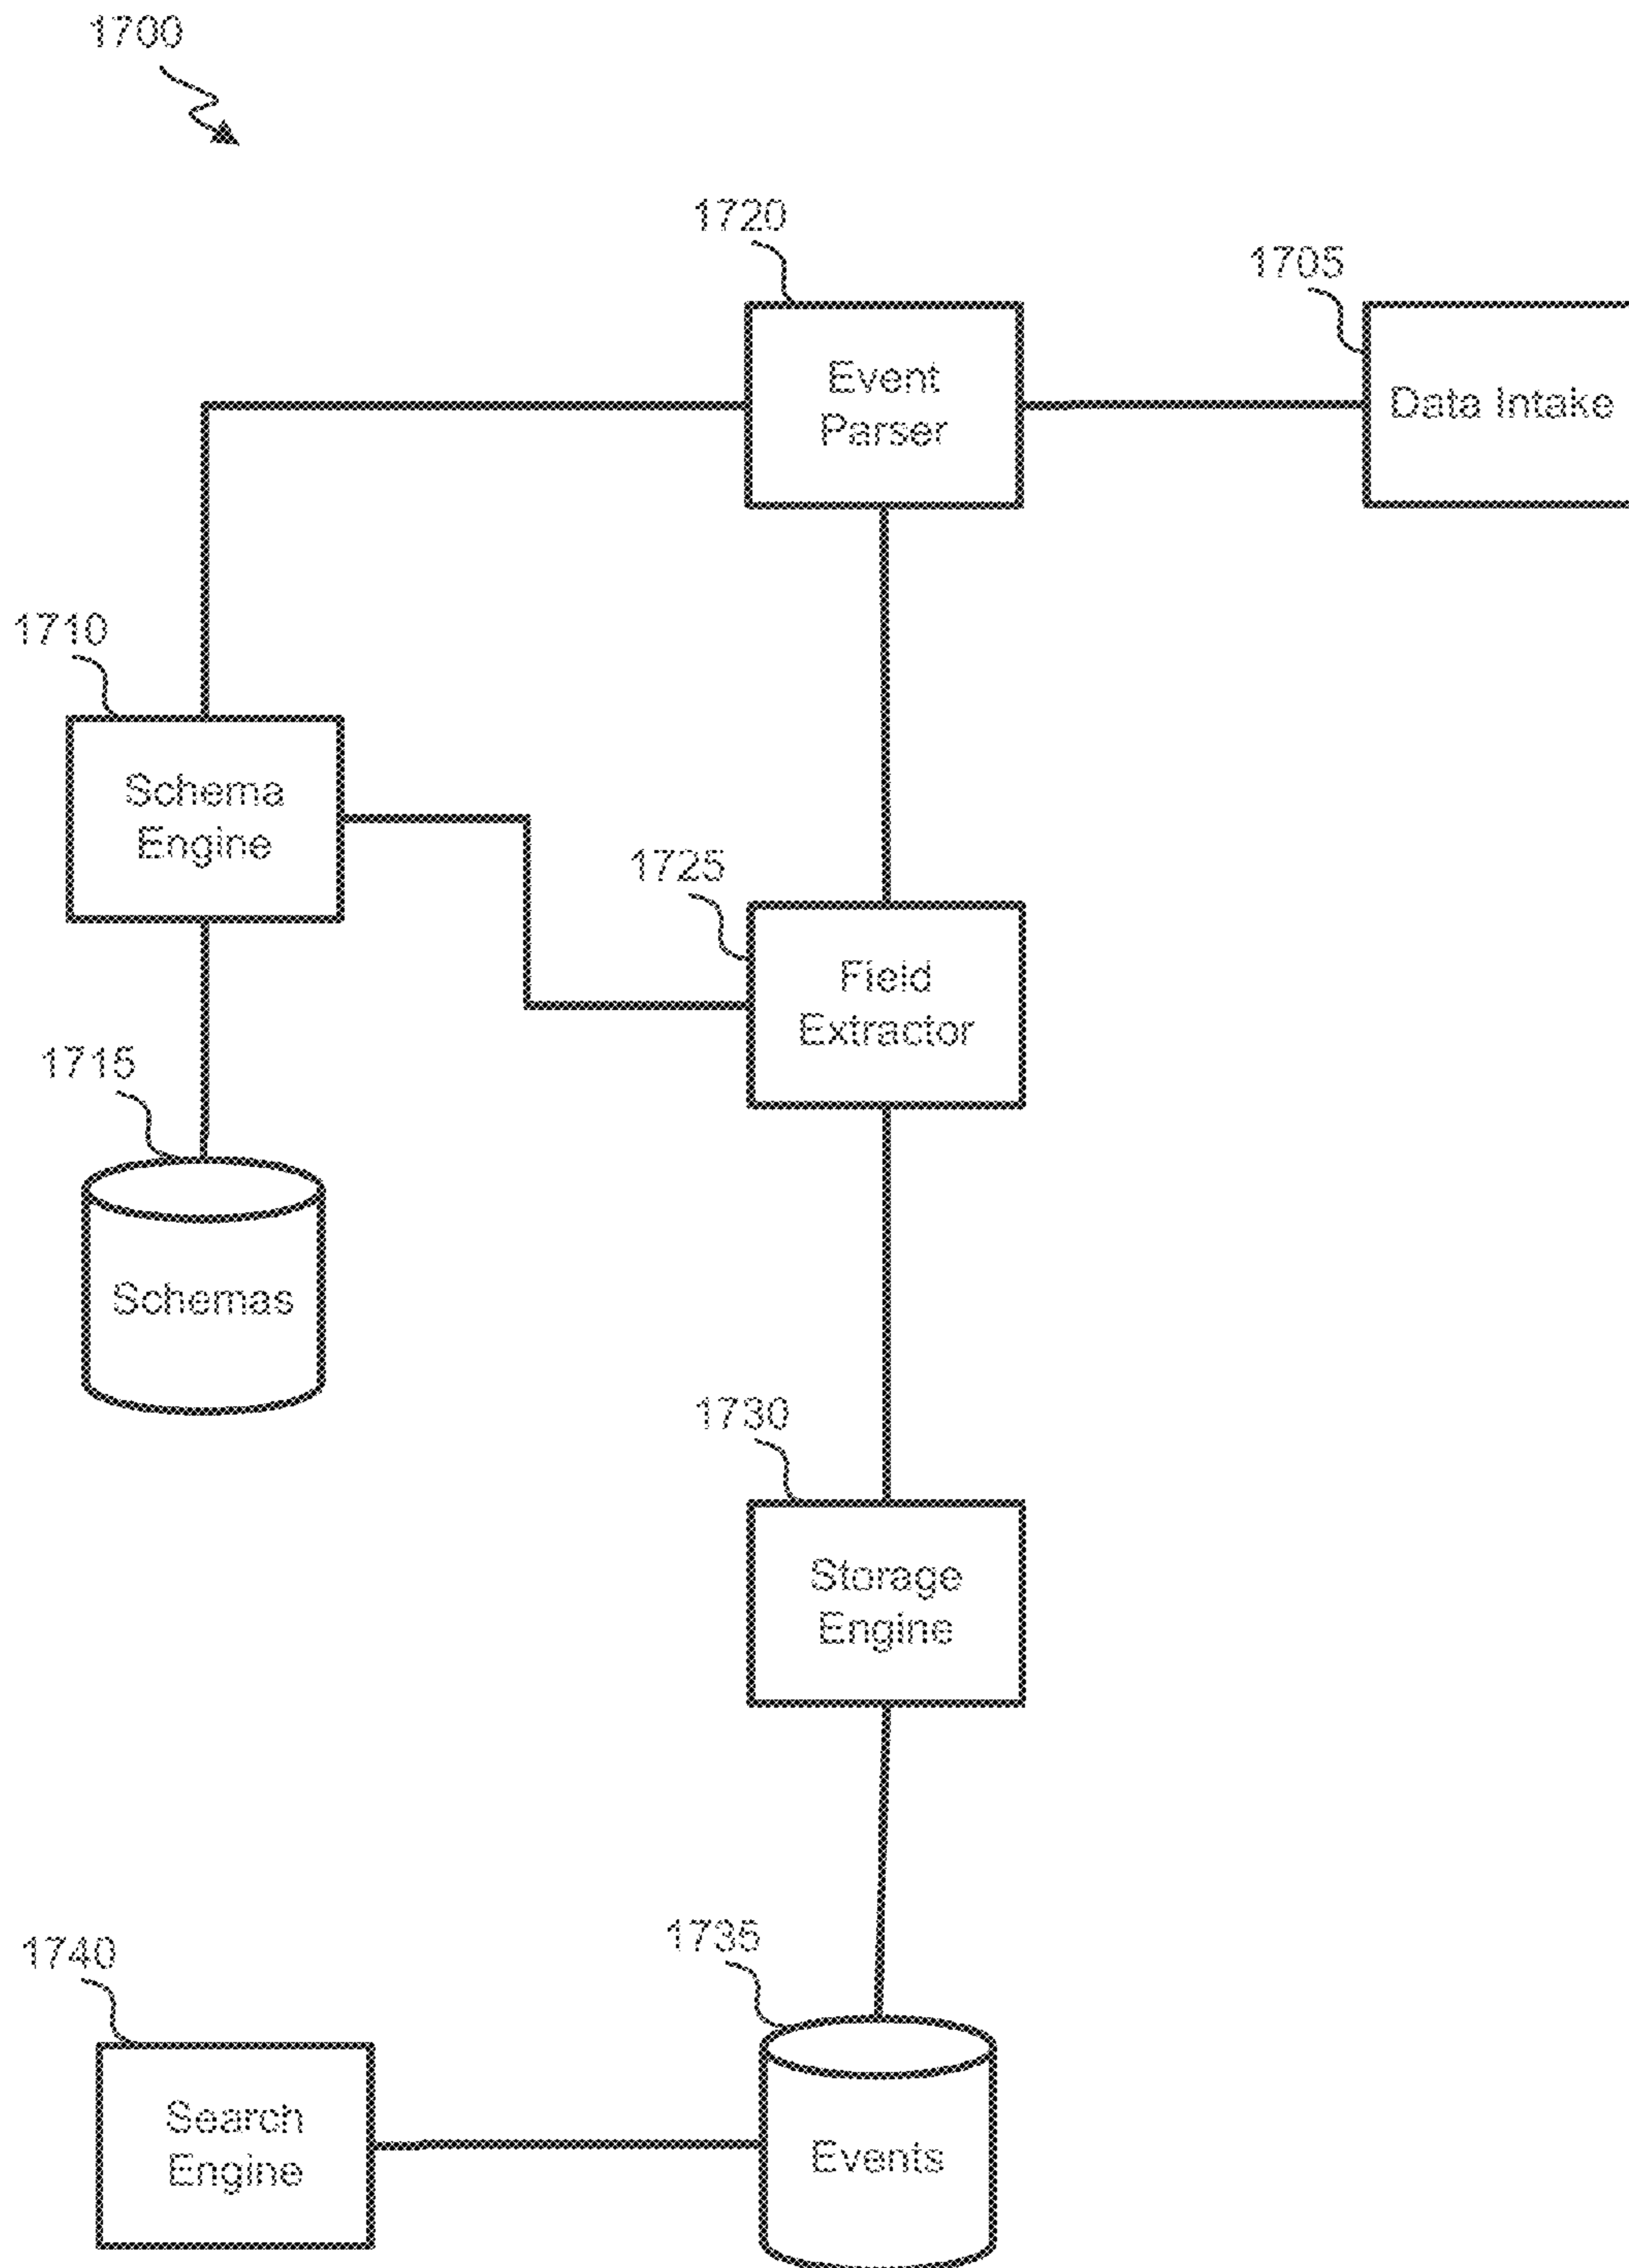 1700
1720
1705
Event
Parser
Data Intake
1710
Schema
Engine
1725
Field
Extractor
1715
Schemas
1730
Storage
Engine
1740
1735
Search
Engine
Events